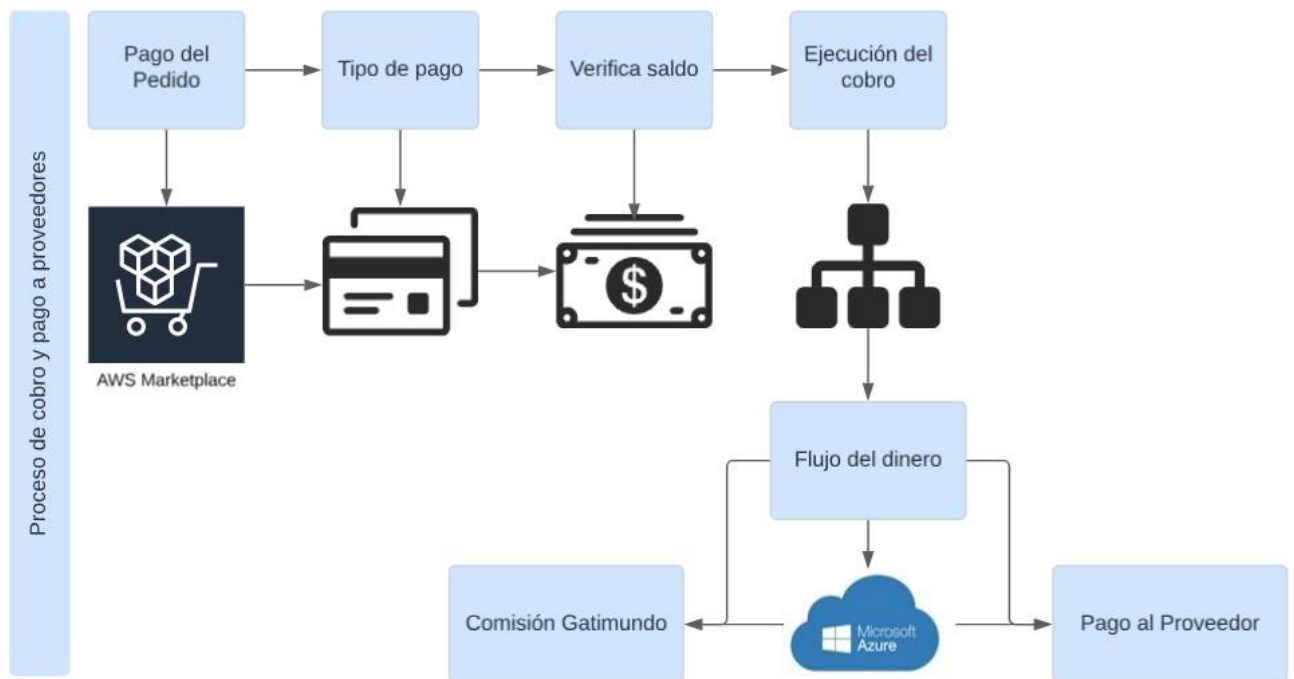 Proceso de cobro y pago a proveedores
Pago del
Pedido
Tipo de pago
Verifica saldo
Ejecución del
cobro
$
AWS Marketplace
Flujo del dinero
Comisión Gatimundo
Microsoft
Azure
Pago al Proveedor